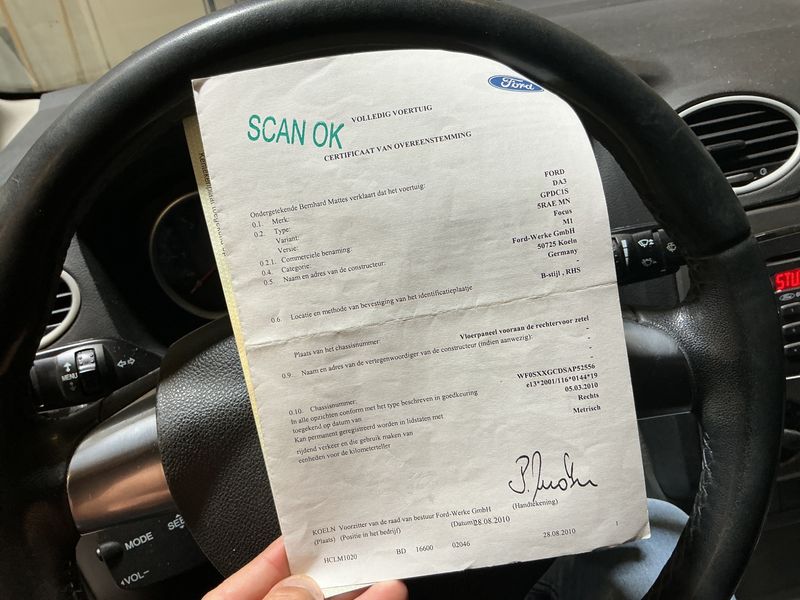 Ford
SCAN OK
VOLLEDIG VOERTUIG
CERTIFICAAT VAN OVEREENSTEMMING
Ondergetekende Bernhard Mattes verklaart dat het voertuig:
0.1. Merk: FORD
0.2. Type: DA3
Variant: GPDC1S
Versie: 5RAE MN
0.2.1. Commerciele benaming: Focus
0.4. Categorie: M1
0.5 Naam en adres van de constructeur: Ford-Werke GmbH
50725 Koeln
Germany
-
0.6 Locatie en methode van bevestiging van het identificatieplaatje B-stijl , RHS
Plaats van het chassisnummer Vloerpaneel vooraan de rechtervoor zetel
0.9. Naam en adres van de vertegenwoordiger van de constructeur (indien aanwezig): -
-
-
0.10. Chassisnummer: WF0SXXGCDSAP52556
In alle opzichten conform met het type beschreven in goedkeuring e13*2001/116*0144*19
toegekend op datum van 05.03.2010
Kan permanent geregistreerd worden in lidstaten met Rechts
rijdend verkeer en die gebruik maken van Metrisch
eenheden voor de kilometerteller
KOELN Voorzitter van de raad van bestuur Ford-Werke GmbH 28.08.2010
(Plaats) (Positie in het bedrijf) (Datum) (Handtekening)
HCLM1020 BD 16600 02046 28.08.2010 1
MENU
MODE
SEE
+VOL-
STU